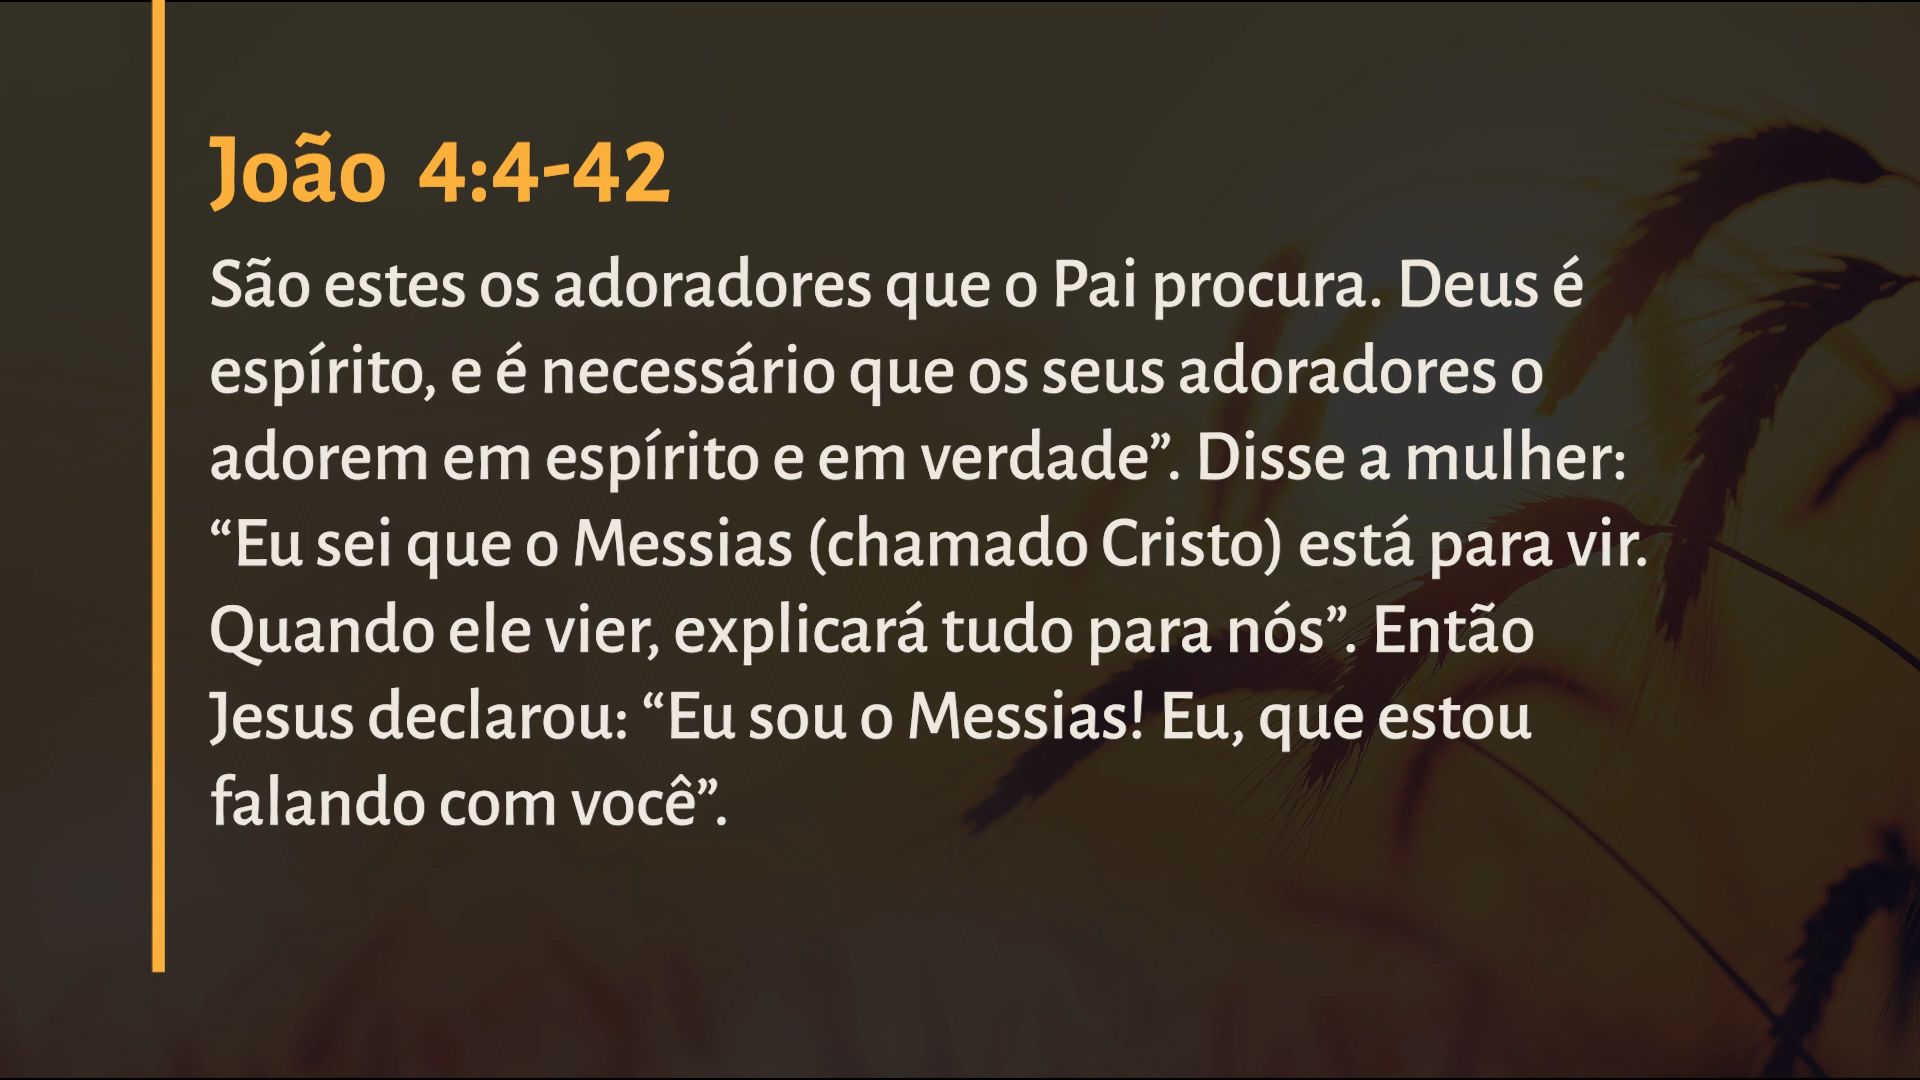 João 4:4-42
São estes os adoradores que o Pai procura. Deus é
espírito, e é necessário que os seus adoradores o
adorem em espírito e em verdade”. Disse a mulher:
“Eu sei que o Messias (chamado Cristo) está para vir.
Quando ele vier, explicará tudo para nós”. Então
Jesus declarou: “Eu sou o Messias! Eu, que estou
falando com você”.